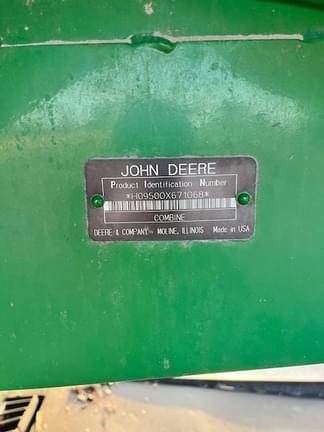 JOHN DEERE
Product Identification Number
*H09500X671068*
COMBINE
DEERE & COMPANY MOLINE, ILLINOIS Made in USA